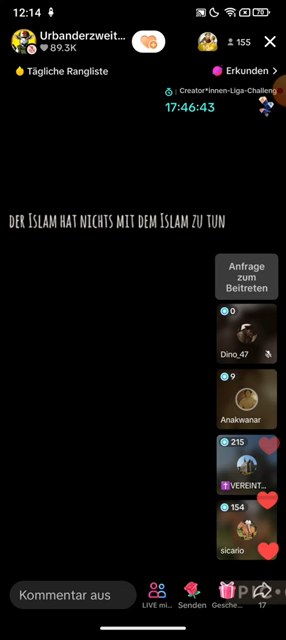 12:14
70
Urbanderzweit...
89.3K
155
Tägliche Rangliste
Erkunden
Creator*innen-Liga-Challeng
17:46:43
der Islam hat nichts mit dem Islam zu tun
Anfrage
zum
Beitreten
0
Dino_47
9
Anakwanar
215
VEREINT...
154
sicario
Kommentar aus
LIVE mi...
Senden
Gesche...
17